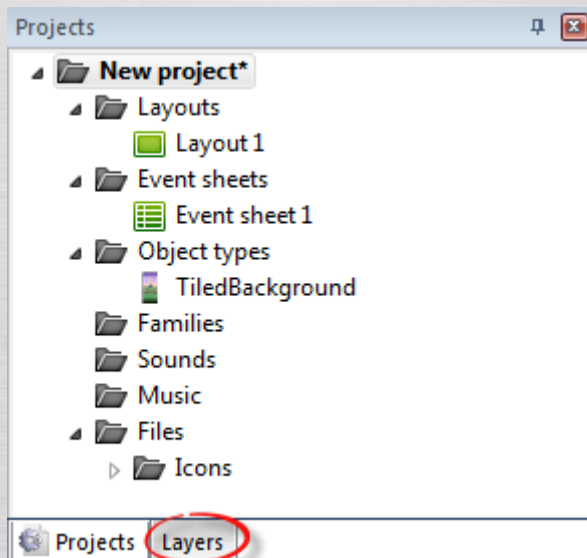 Projects
New project*
Layouts
Layout 1
Event sheets
Event sheet 1
Object types
TiledBackground
Families
Sounds
Music
Files
Icons
Projects Layers